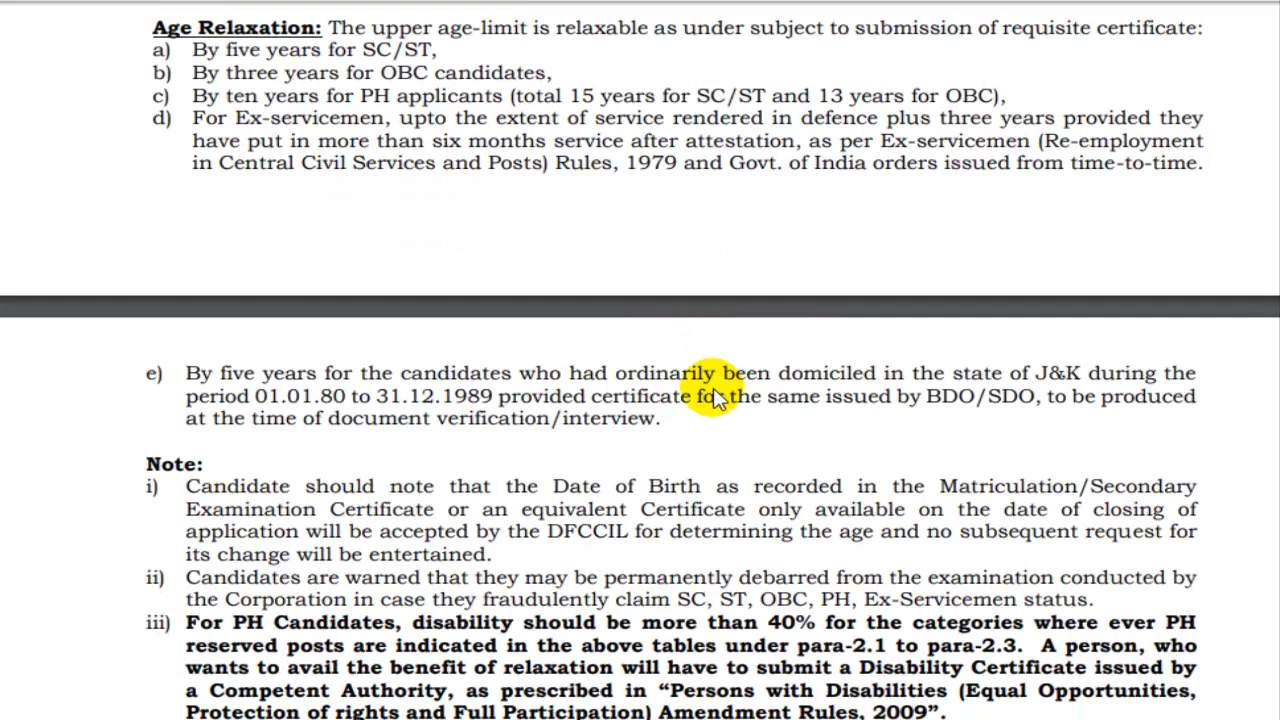 Age Relaxation: The upper age-limit is relaxable as under subject to submission of requisite certificate:
a) By five years for SC/ST,
b) By three years for OBC candidates,
c) By ten years for PH applicants (total 15 years for SC/ST and 13 years for OBC),
d) For Ex-servicemen, upto the extent of service rendered in defence plus three years provided they
have put in more than six months service after attestation, as per Ex-servicemen (Re-employment
in Central Civil Services and Posts) Rules, 1979 and Govt. of India orders issued from time-to-time.
e) By five years for the candidates who had ordinarily been domiciled in the state of J&K during the
period 01.01.80 to 31.12.1989 provided certificate for the same issued by BDO/SDO, to be produced
at the time of document verification/interview.
Note:
i) Candidate should note that the Date of Birth as recorded in the Matriculation/Secondary
Examination Certificate or an equivalent Certificate only available on the date of closing of
application will be accepted by the DFCCIL for determining the age and no subsequent request for
its change will be entertained.
ii) Candidates are warned that they may be permanently debarred from the examination conducted by
the Corporation in case they fraudulently claim SC, ST, OBC, PH, Ex-Servicemen status.
iii) For PH Candidates, disability should be more than 40% for the categories where ever PH
reserved posts are indicated in the above tables under para-2.1 to para-2.3. A person, who
wants to avail the benefit of relaxation will have to submit a Disability Certificate issued by
a Competent Authority, as prescribed in “Persons with Disabilities (Equal Opportunities,
Protection of rights and Full Participation) Amendment Rules, 2009”.